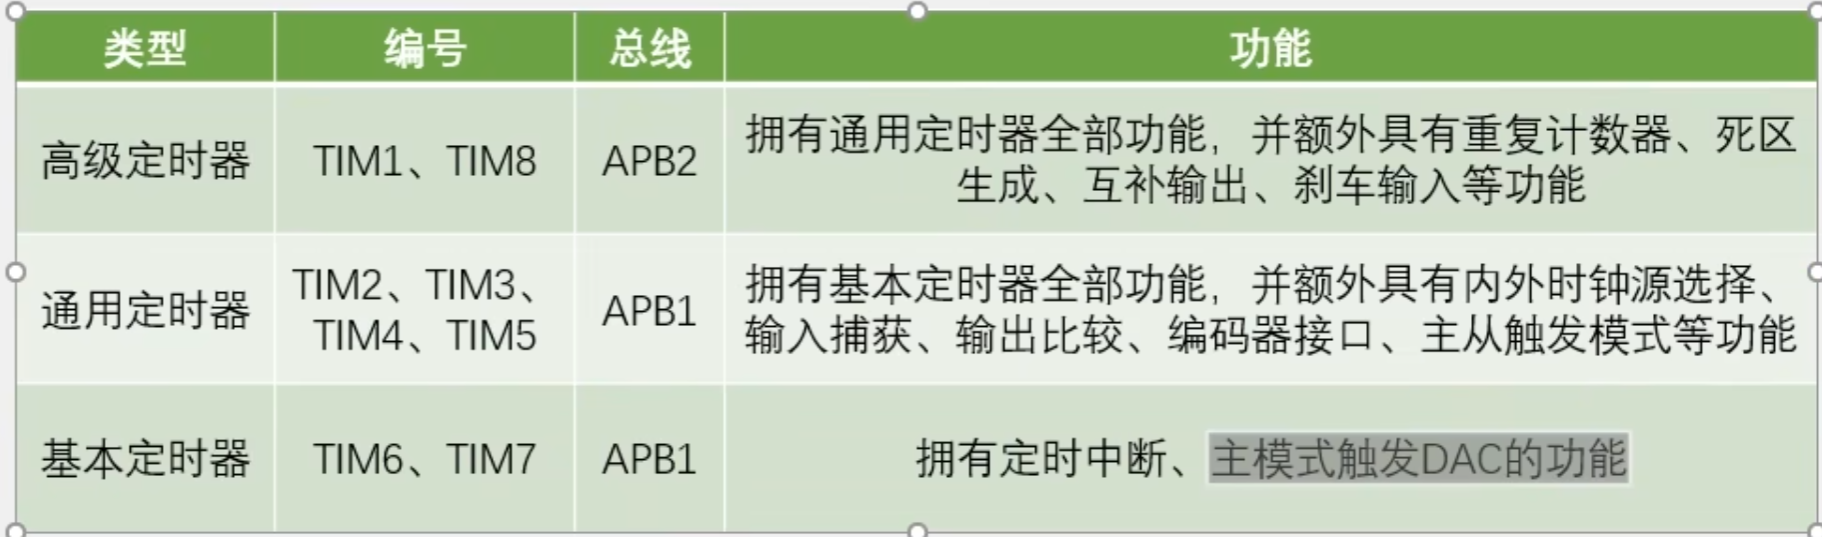 类型 编号 总线 功能
高级定时器 TIM1、TIM8 APB2 拥有通用定时器全部功能，并额外具有重复计数器、死区
生成、互补输出、刹车输入等功能
通用定时器 TIM2、TIM3、
TIM4、TIM5 APB1 拥有基本定时器全部功能，并额外具有内外时钟源选择、
输入捕获、输出比较、编码器接口、主从触发模式等功能
基本定时器 TIM6、TIM7 APB1 拥有定时中断、主模式触发DAC的功能